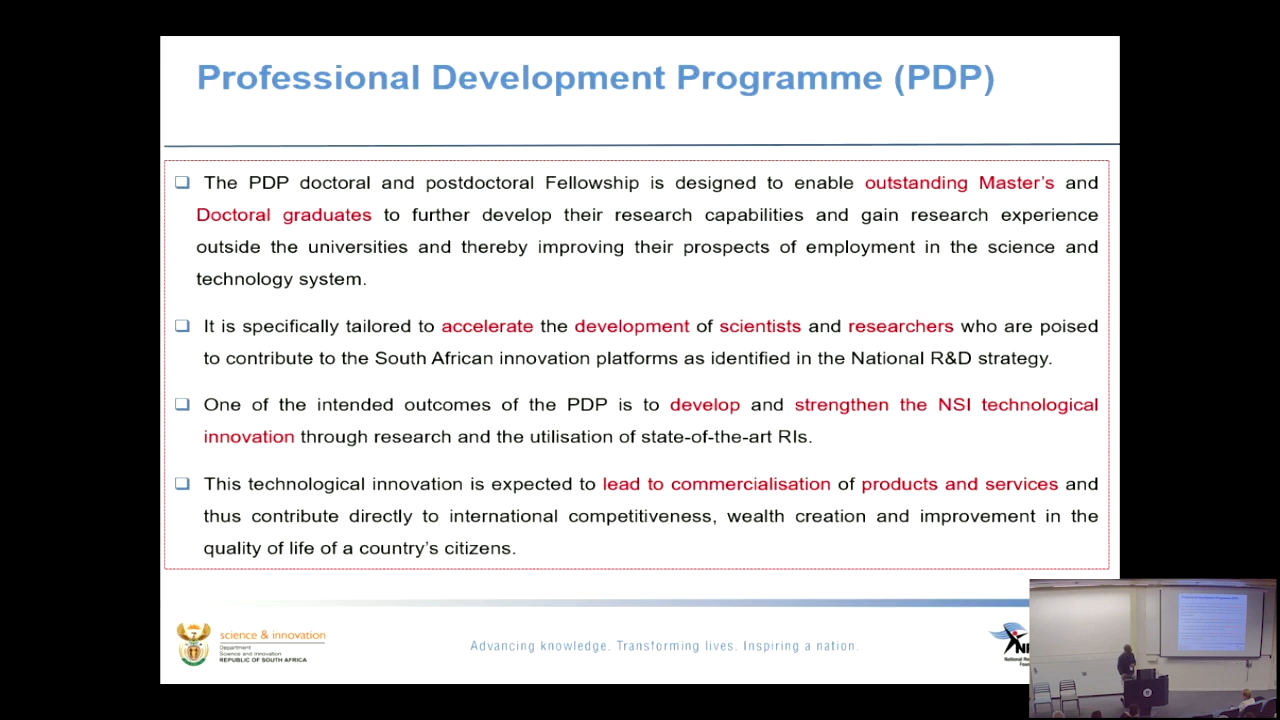 Professional Development Programme (PDP)
The PDP doctoral and postdoctoral Fellowship is designed to enable outstanding Master’s and
Doctoral graduates to further develop their research capabilities and gain research experience
outside the universities and thereby improving their prospects of employment in the science and
technology system.
It is specifically tailored to accelerate the development of scientists and researchers who are poised
to contribute to the South African innovation platforms as identified in the National R&D strategy.
One of the intended outcomes of the PDP is to develop and strengthen the NSI technological
innovation through research and the utilisation of state-of-the-art RIs.
This technological innovation is expected to lead to commercialisation of products and services and
thus contribute directly to international competitiveness, wealth creation and improvement in the
quality of life of a country’s citizens.
science & innovation
Department
Science and Innovation
REPUBLIC OF SOUTH AFRICA
Advancing knowledge. Transforming lives. Inspiring a nation.
National